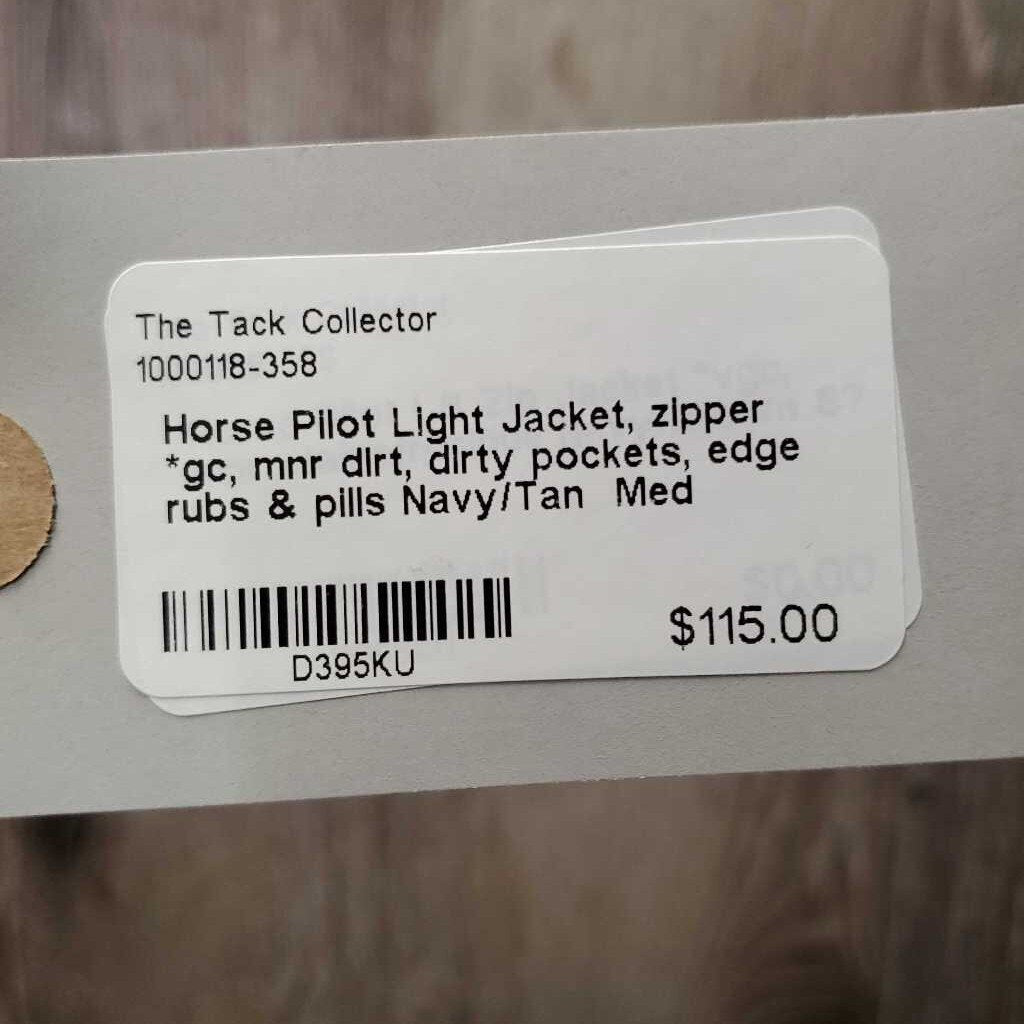 The Tack Collector
1000118-358
Horse Pilot Light Jacket, zipper
*gc, mnr dirt, dirty pockets, edge
rubs & pills Navy/Tan Med
D395KU
$115.00